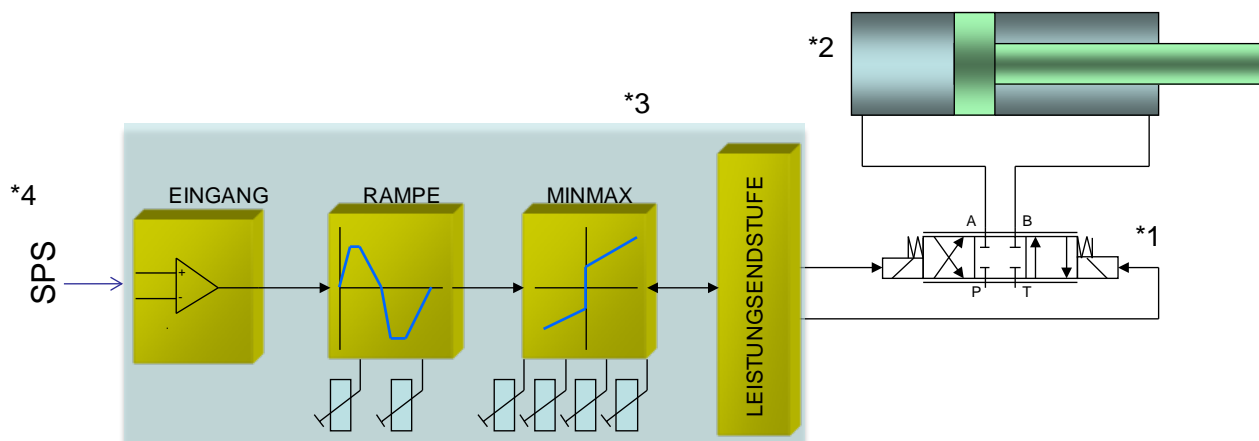 *2
*3
*4
EINGANG
RAMPE
MINMAX
SPS
+
-
LEISTUNGSENDSTUFE
A
B
*1
P
T